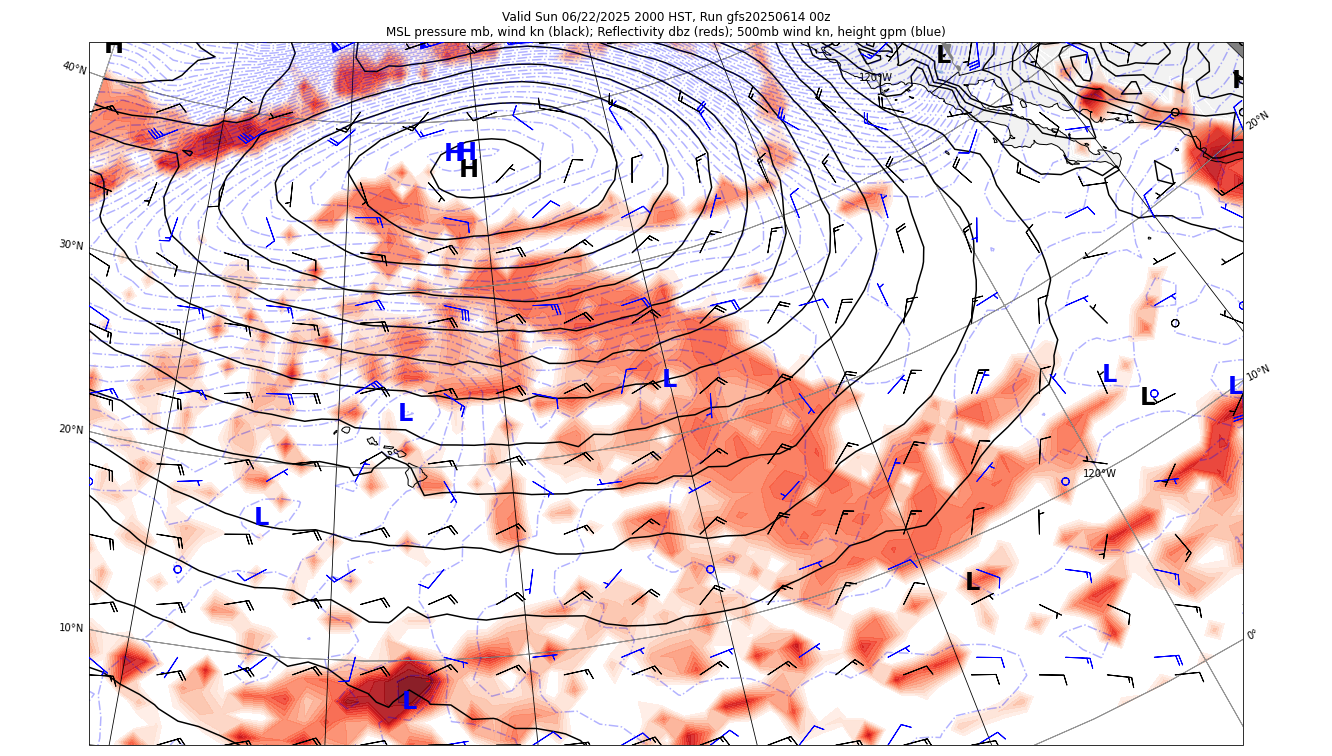 Valid Sun 06/22/2025 2000 HST, Run gfs20250614 00z
MSL pressure mb, wind kn (black); Reflectivity dbz (reds); 500mb wind kn, height gpm (blue)
H
L
40°N
120°W
H
20°N
HH
H
30°N
L
L
L
L
10°N
L
20°N
120°W
L
L
10°N
0°
L